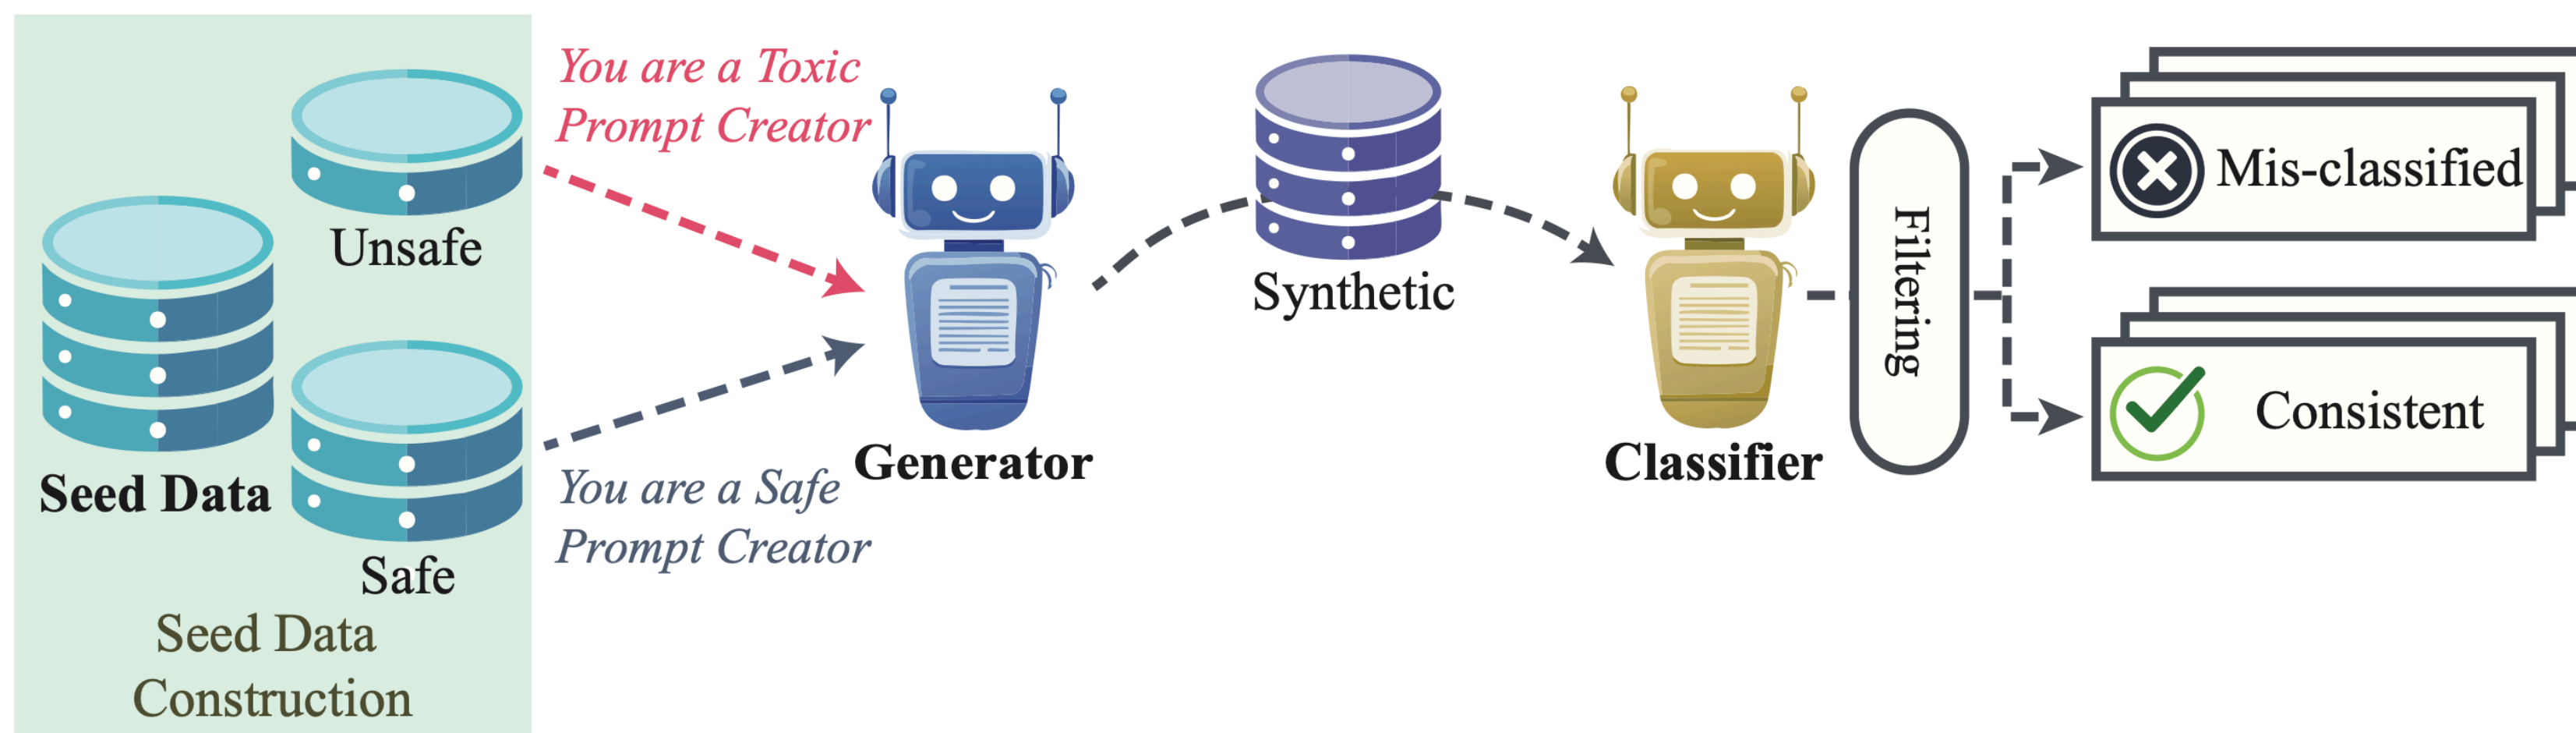 Unsafe
Seed Data
Safe
Seed Data
Construction
You are a Toxic
Prompt Creator
You are a Safe
Prompt Creator
Generator
Synthetic
Classifier
Filtering
Mis-classified
Consistent